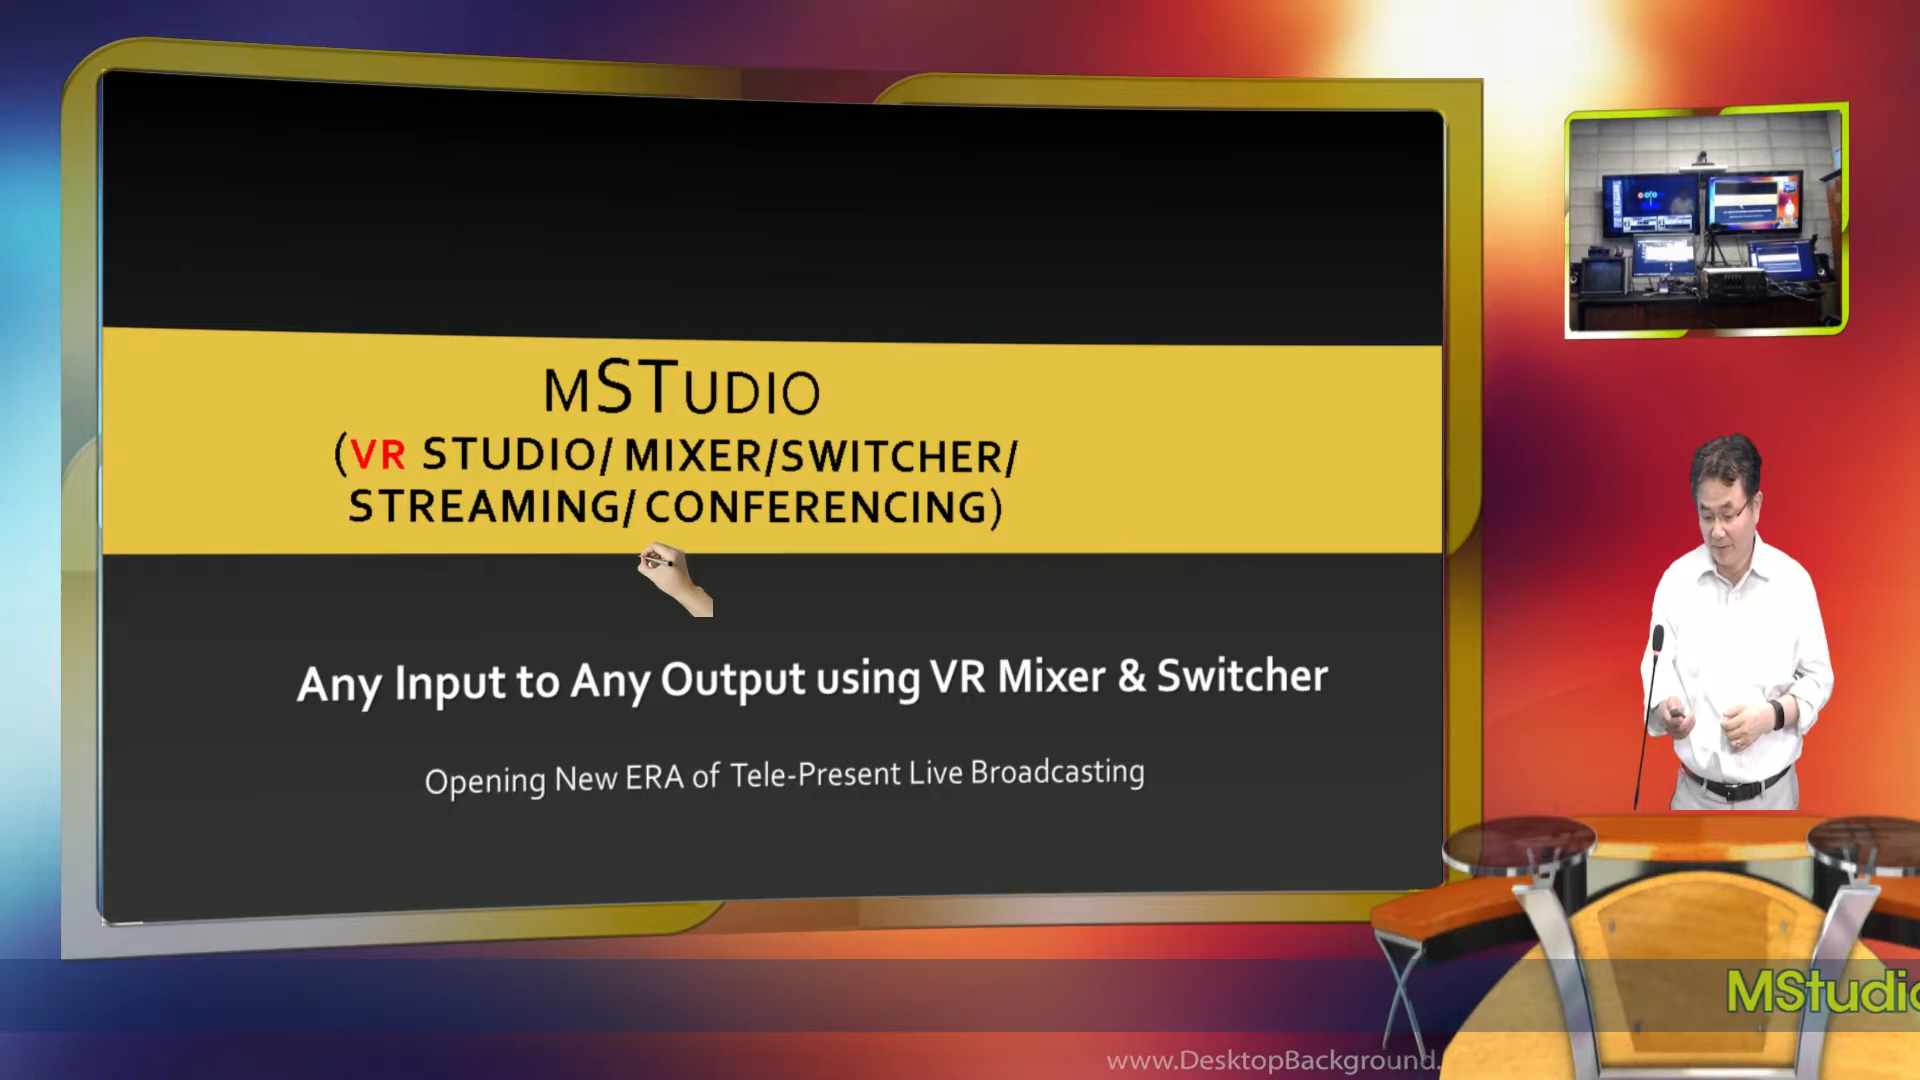 MSTUDIO
(VR STUDIO/ MIXER/SWITCHER/
STREAMING/ CONFERENCING)
Any Input to Any Output using VR Mixer & Switcher
Opening New ERA of Tele-Present Live Broadcasting
MStudio
www.DesktopBackground.